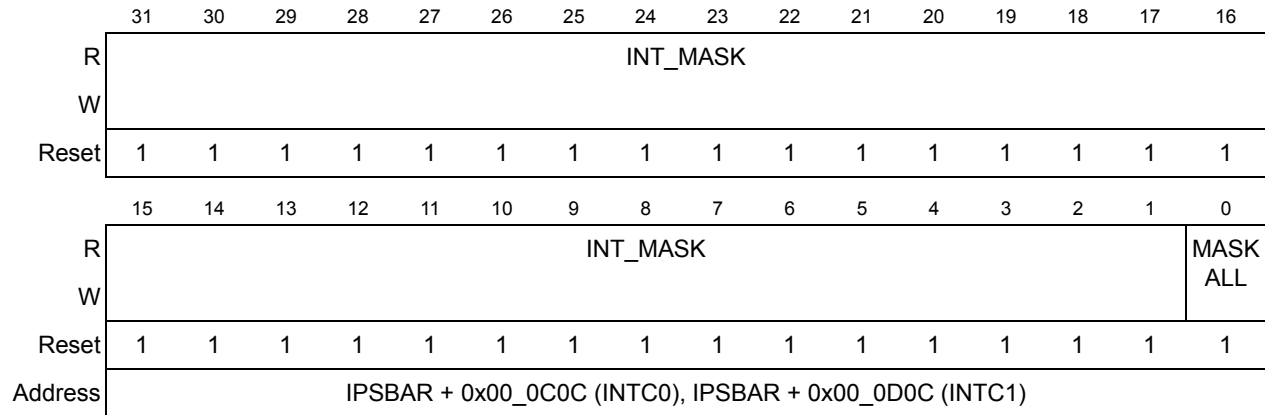 31 30 29 28 27 26 25 24 23 22 21 20 19 18 17 16
R INT_MASK
W
Reset 1 1 1 1 1 1 1 1 1 1 1 1 1 1 1 1
15 14 13 12 11 10 9 8 7 6 5 4 3 2 1 0
R INT_MASK MASK
W ALL
Reset 1 1 1 1 1 1 1 1 1 1 1 1 1 1 1 1
Address IPSBAR + 0x00_0C0C (INTC0), IPSBAR + 0x00_0D0C (INTC1)